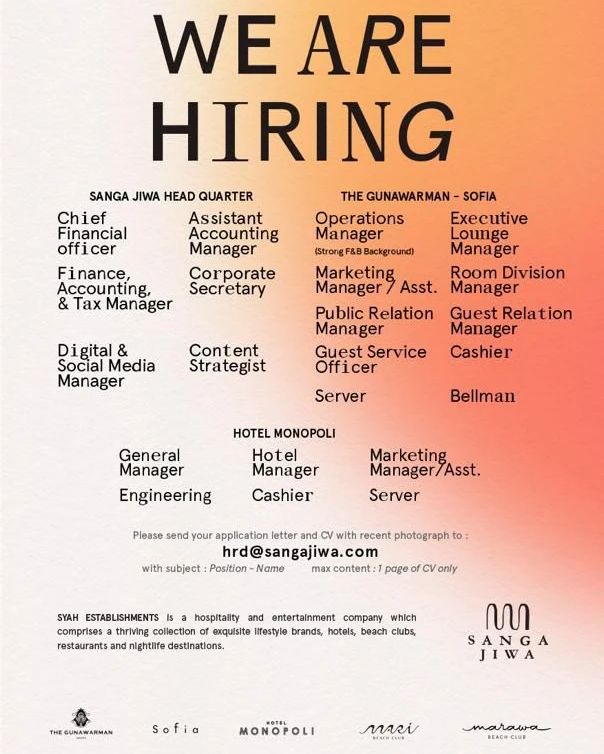 WE ARE
HIRING
SANGA JIWA HEAD QUARTER
Chief
Financial
officer
Assistant
Accounting
Manager
Finance,
Accounting,
& Tax Manager
Corporate
Secretary
Digital &
Social Media
Manager
Content
Strategist
THE GUNAWARMAN - SOFIA
Operations
Manager
(Strong F&B Background)
Executive
Lounge
Manager
Marketing
Manager / Asst.
Room Division
Manager
Public Relation
Manager
Guest Relation
Manager
Guest Service
Officer
Cashier
Server
Bellman
HOTEL MONOPOLI
General
Manager
Hotel
Manager
Marketing
Manager/Asst.
Engineering
Cashier
Server
Please send your application letter and CV with recent photograph to :
hrd@sangajiwa.com
with subject : Position - Name max content : 1 page of CV only
SYAH ESTABLISHMENTS is a hospitality and entertainment company which
comprises a thriving collection of exquisite lifestyle brands, hotels, beach clubs,
restaurants and nightlife destinations.
SANGA
JIWA
THE GUNAWARMAN
Sofia
HOTEL
MONOPOLI
mari
BEACH CLUB
marawa
BEACH CLUB